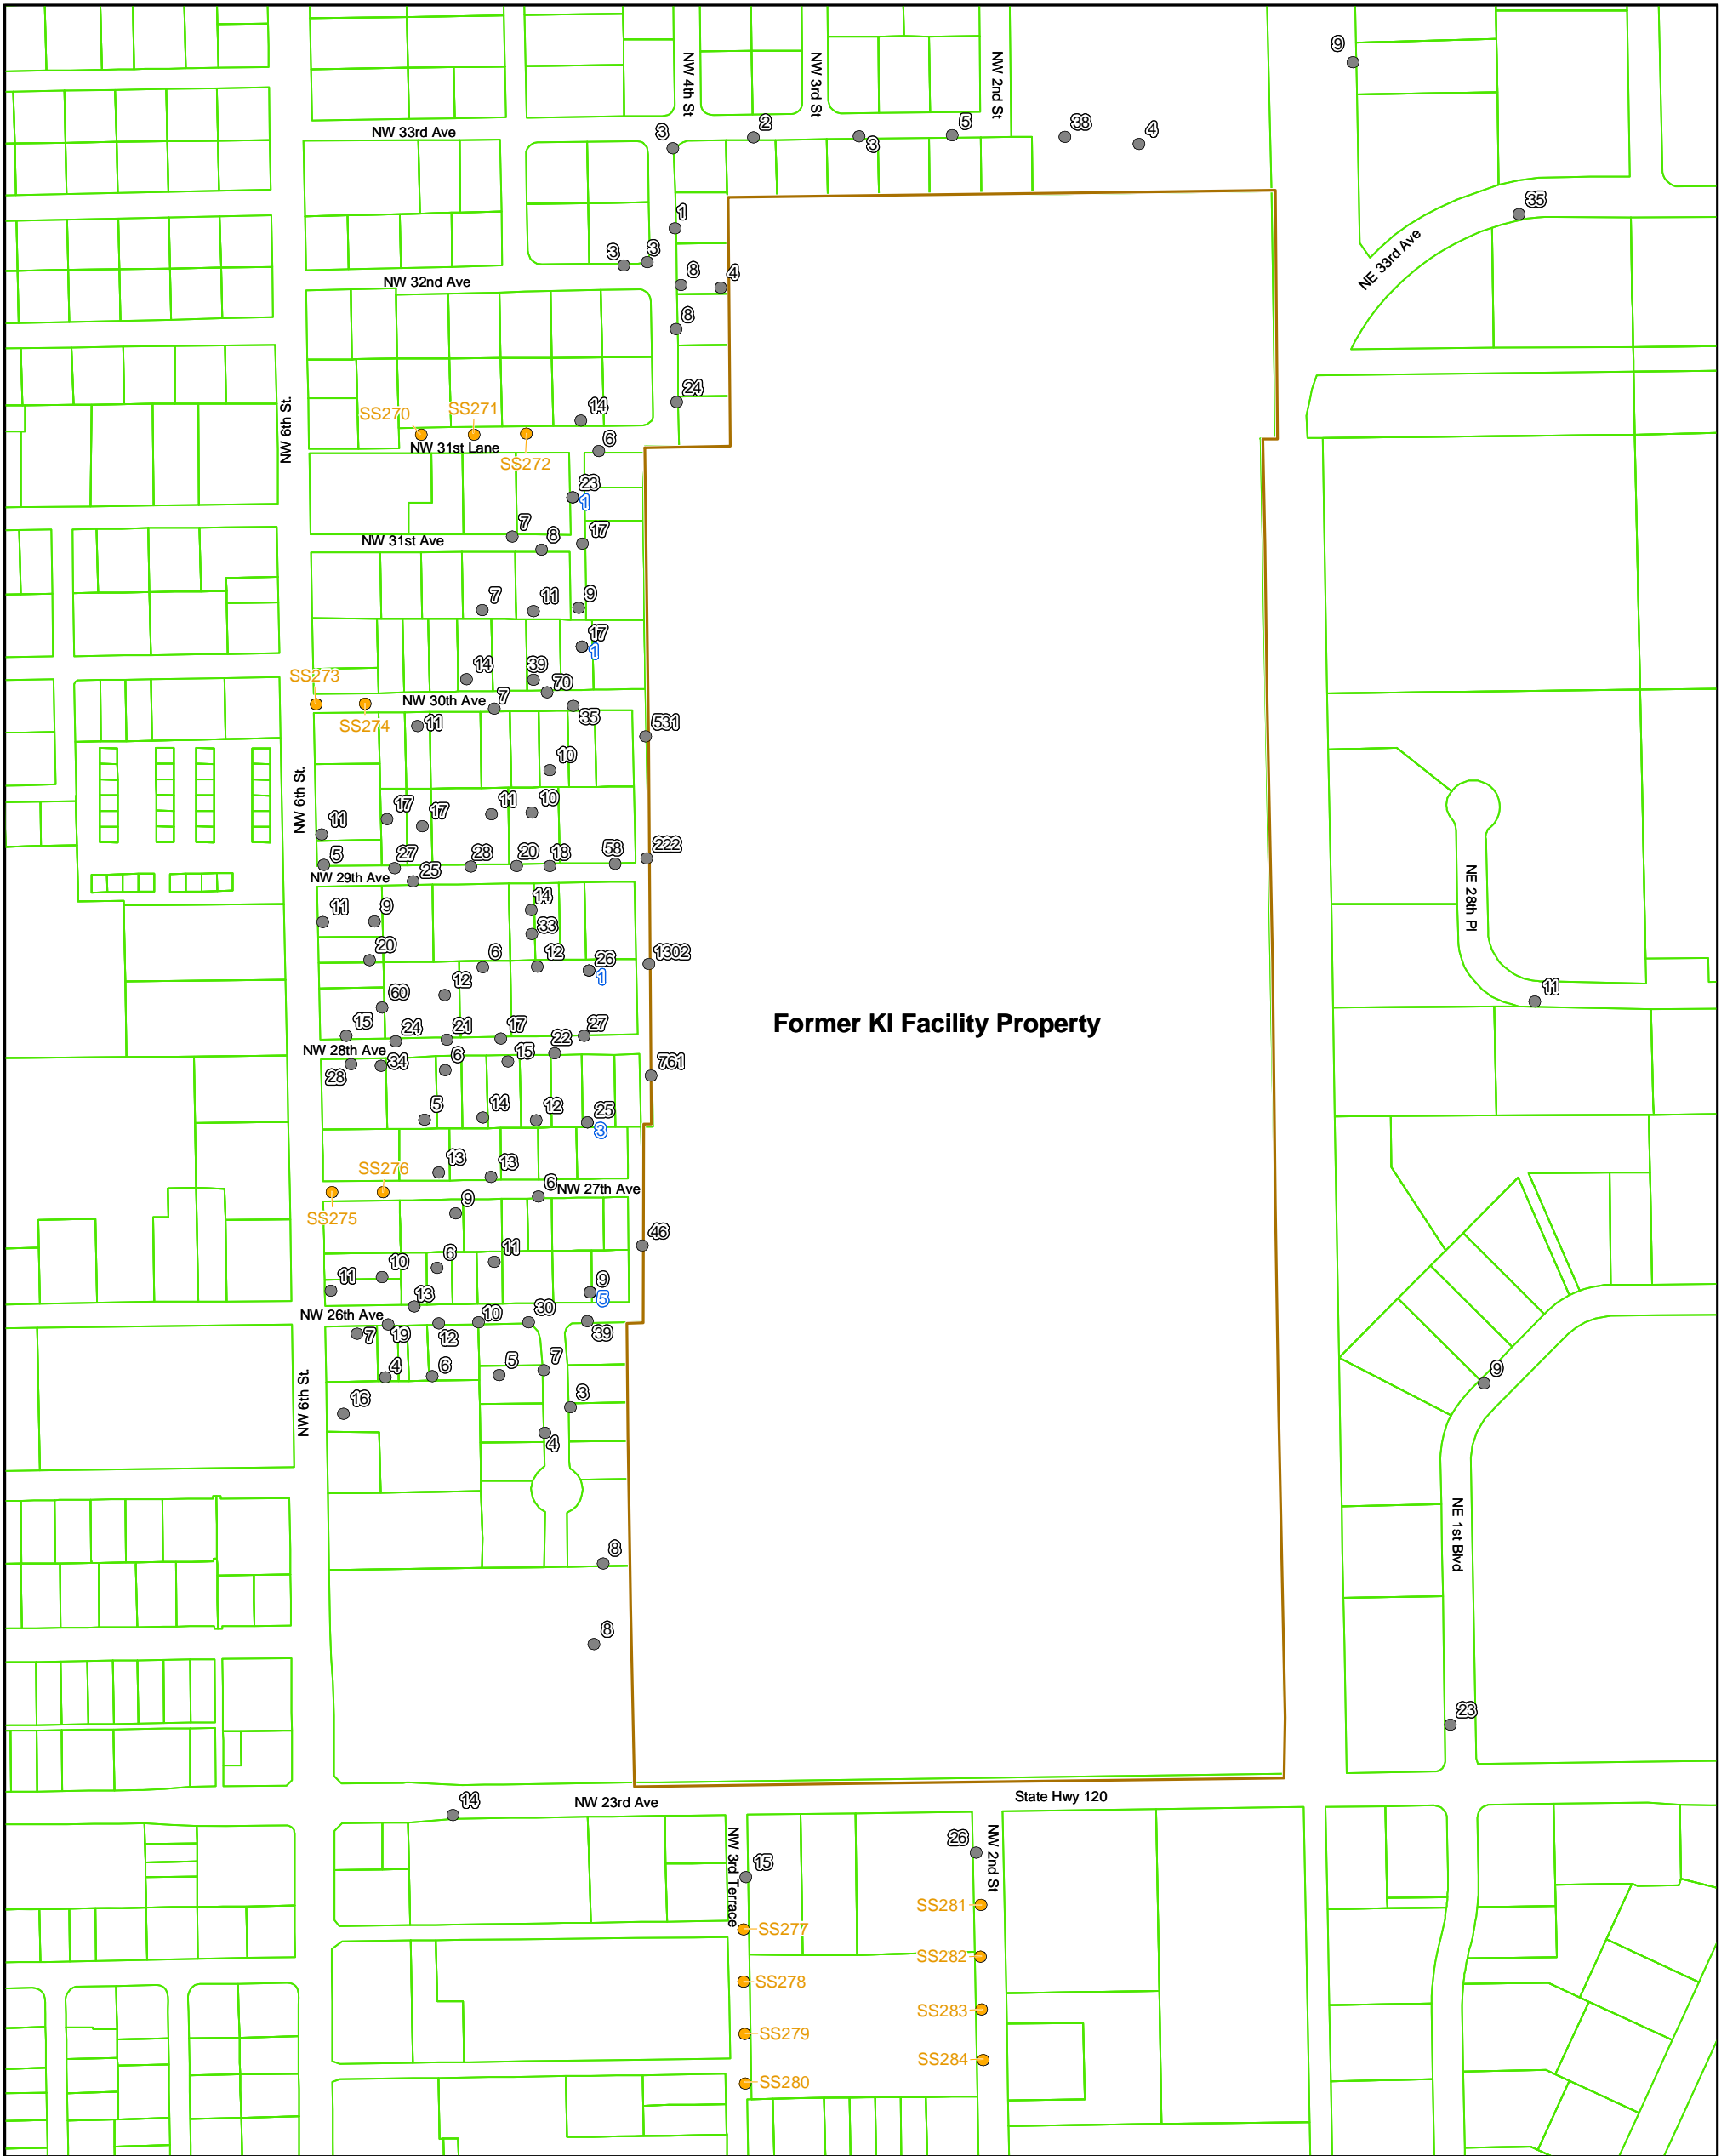 9
NW 4th St
NW 3rd St
NW 2nd St
NW 33rd Ave
3
2
3
5
38
4
35
NE 33rd Ave
1
3
3
8
4
NW 32nd Ave
8
24
NW 6th St.
SS270
SS271
14
NW 31st Lane
SS272
6
23
1
7
NW 31st Ave
8
17
7
11
9
17
1
SS273
14
39
70
NW 30th Ave
7
SS274
11
35
531
10
NW 6th St.
11
17
17
11
10
5
27
28
20
18
58
222
NW 29th Ave
25
NE 28th Pl
11
9
14
33
20
6
12
26
1
1302
12
60
11
15
24
21
17
27
Former KI Facility Property
NW 28th Ave
22
28
34
6
15
761
5
14
12
25
3
13
13
SS276
6
NW 27th Ave
SS275
9
46
10
6
11
11
9
5
13
NW 26th Ave
7
19
12
10
30
39
4
6
5
7
9
NW 6th St.
16
3
4
NE 1st Blvd
8
8
23
14
NW 23rd Ave
State Hwy 120
NW 3rd Terrace
15
26
NW 2nd St
SS281
SS277
SS282
SS278
SS283
SS279
SS284
SS280